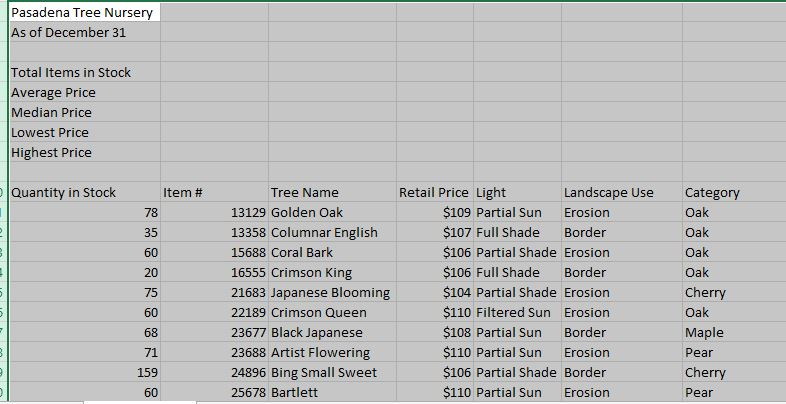 Pasadena Tree Nursery
As of December 31
Total Items in Stock
Average Price
Median Price
Lowest Price
Highest Price
Quantity in Stock Item # Tree Name Retail Price Light Landscape Use Category
78 13129 Golden Oak $109 Partial Sun Erosion Oak
35 13358 Columnar English $107 Full Shade Border Oak
60 15688 Coral Bark $106 Partial Shade Erosion Oak
20 16555 Crimson King $106 Full Shade Border Oak
75 21683 Japanese Blooming $104 Partial Shade Erosion Cherry
60 22189 Crimson Queen $110 Filtered Sun Erosion Oak
68 23677 Black Japanese $108 Partial Sun Border Maple
71 23688 Artist Flowering $110 Partial Sun Erosion Pear
159 24896 Bing Small Sweet $106 Partial Shade Border Cherry
60 25678 Bartlett $110 Partial Sun Erosion Pear